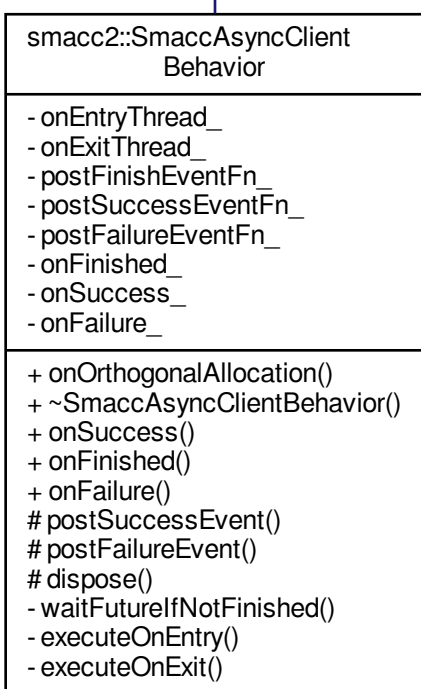 smacc2::SmaccAsyncClient
Behavior
- onEntryThread_
- onExitThread_
- postFinishEventFn_
- postSuccessEventFn_
- postFailureEventFn_
- onFinished_
- onSuccess_
- onFailure_
+ onOrthogonalAllocation()
+ ~SmaccAsyncClientBehavior()
+ onSuccess()
+ onFinished()
+ onFailure()
# postSuccessEvent()
# postFailureEvent()
# dispose()
- waitFutureIfNotFinished()
- executeOnEntry()
- executeOnExit()